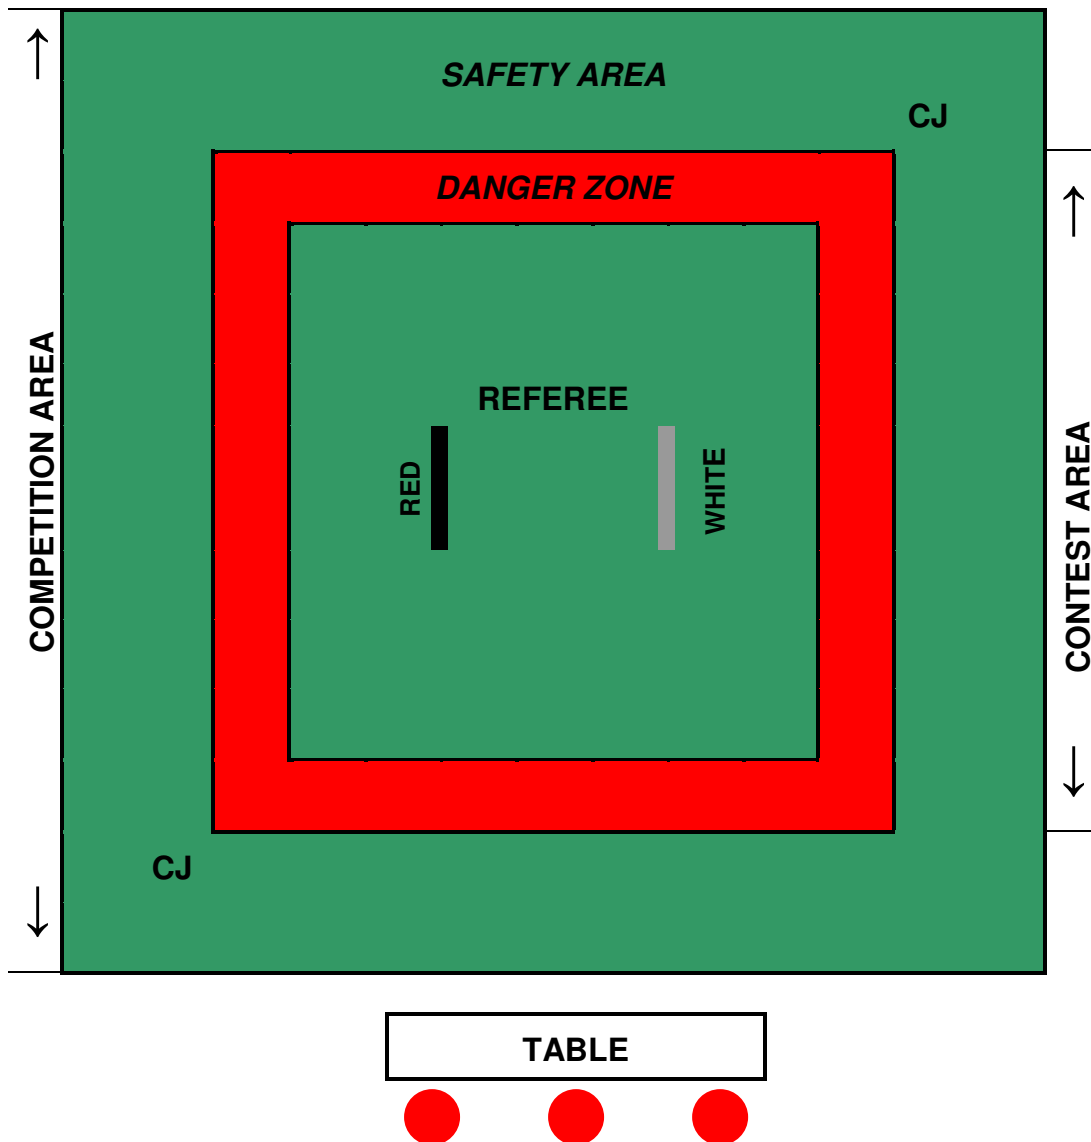 SAFETY AREA
CJ
DANGER ZONE
COMPETITION AREA
REFEREE
RED
WHITE
CONTEST AREA
CJ
TABLE